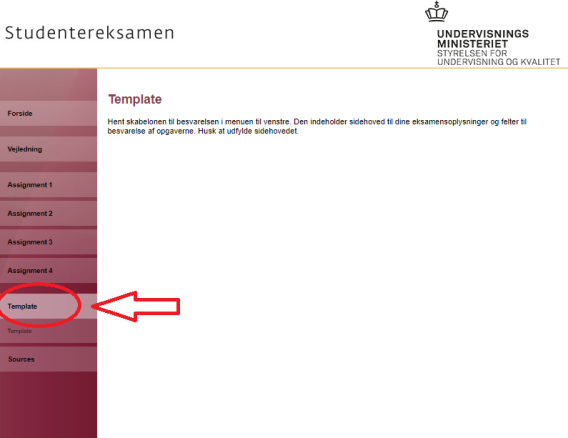 Studentereksamen
UNDERVISNINGS
MINISTERIET
STYRELSEN FOR
UNDERVISNING OG KVALITET
Forside
Vejledning
Assignment 1
Assignment 2
Assignment 3
Assignment 4
Template
Template
Sources
Template
Hent skabelonen til besvarelsen i menuen til venstre. Den indeholder sidehoved til dine eksamensoplysninger og felter til
besvarelse af opgaverne. Husk at udfylde sidehovedet.